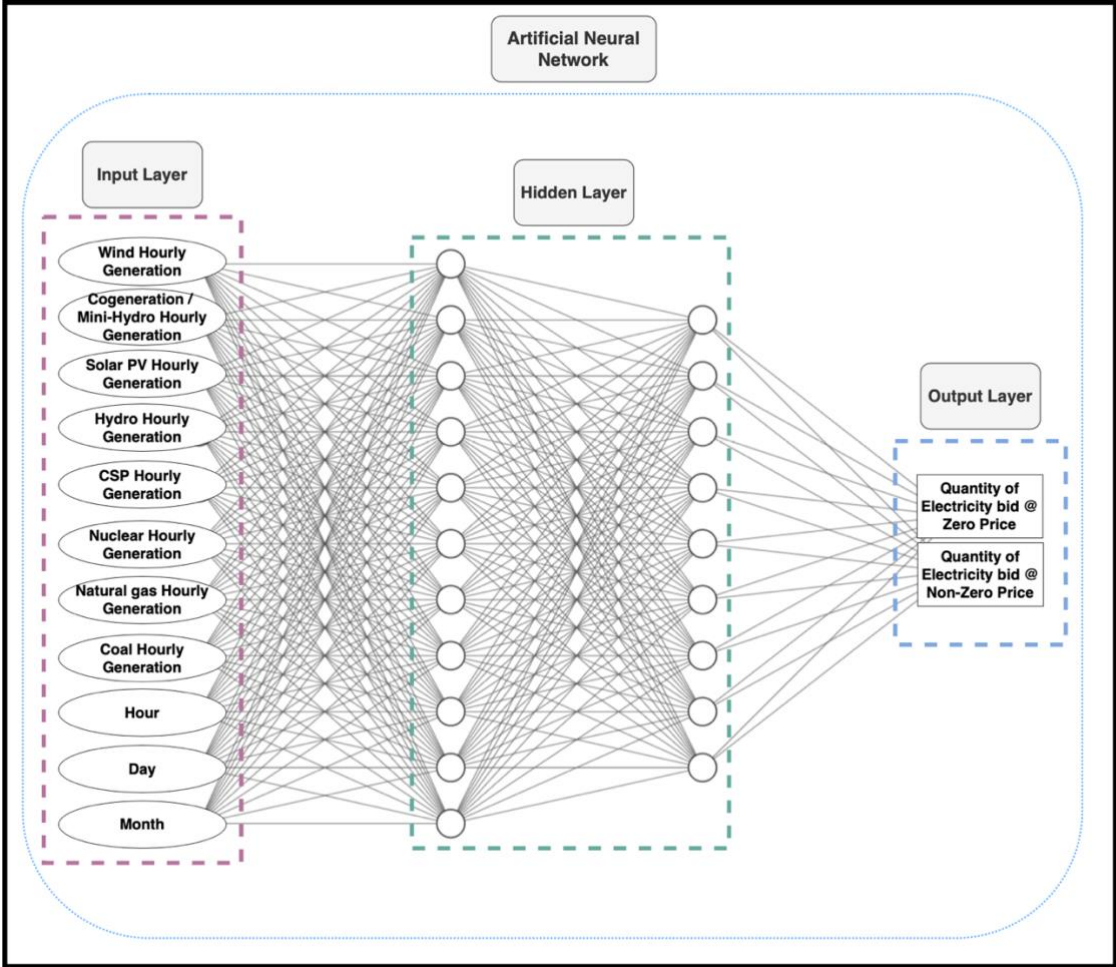 Artificial Neural
Network
Input Layer
Wind Hourly
Generation
Cogeneration /
Mini-Hydro Hourly
Generation
Solar PV Hourly
Generation
Hydro Hourly
Generation
CSP Hourly
Generation
Nuclear Hourly
Generation
Natural gas Hourly
Generation
Coal Hourly
Generation
Hour
Day
Month
Hidden Layer
Output Layer
Quantity of
Electricity bid @
Zero Price
Quantity of
Electricity bid @
Non-Zero Price